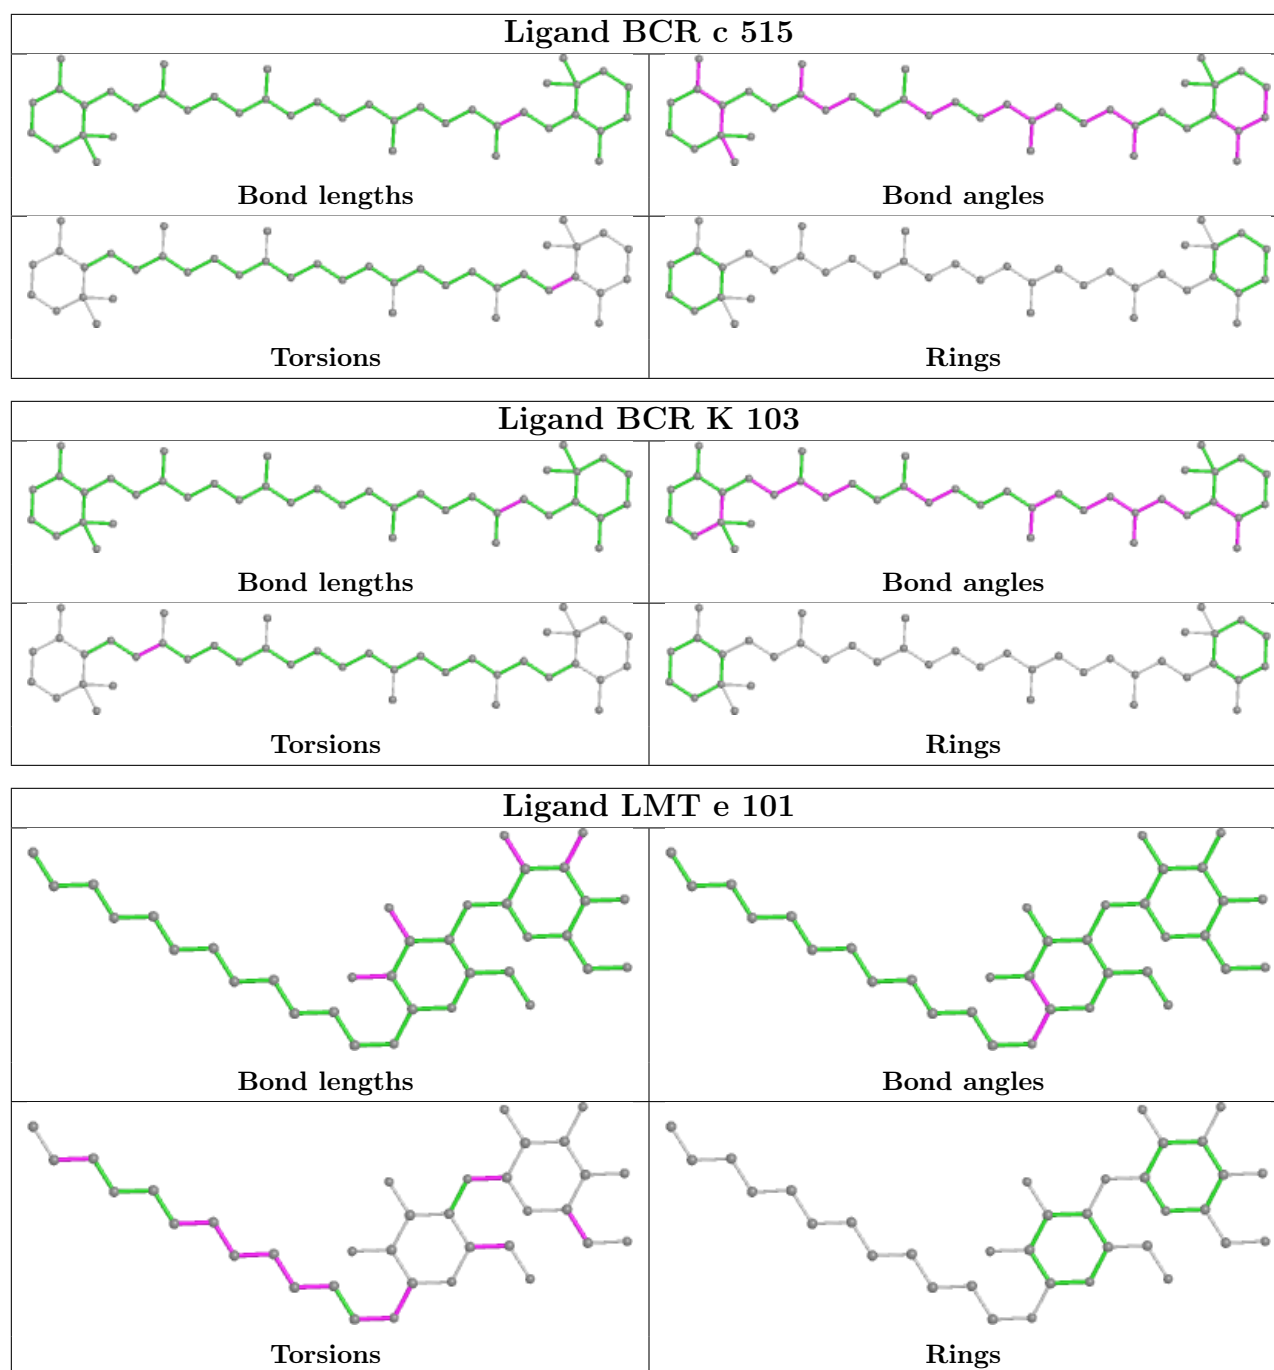 Ligand BCR c 515
Bond lengths
Bond angles
Torsions
Rings
Ligand BCR K 103
Bond lengths
Bond angles
Torsions
Rings
Ligand LMT e 101
Bond lengths
Bond angles
Torsions
Rings